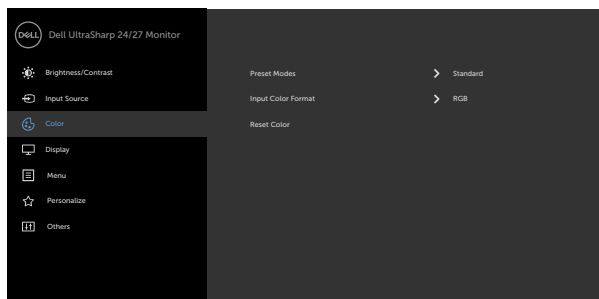 DELL Dell UltraSharp 24/27 Monitor
Brightness/Contrast
Input Source
Color
Display
Menu
Personalize
Others
Preset Modes Standard
Input Color Format RGB
Reset Color